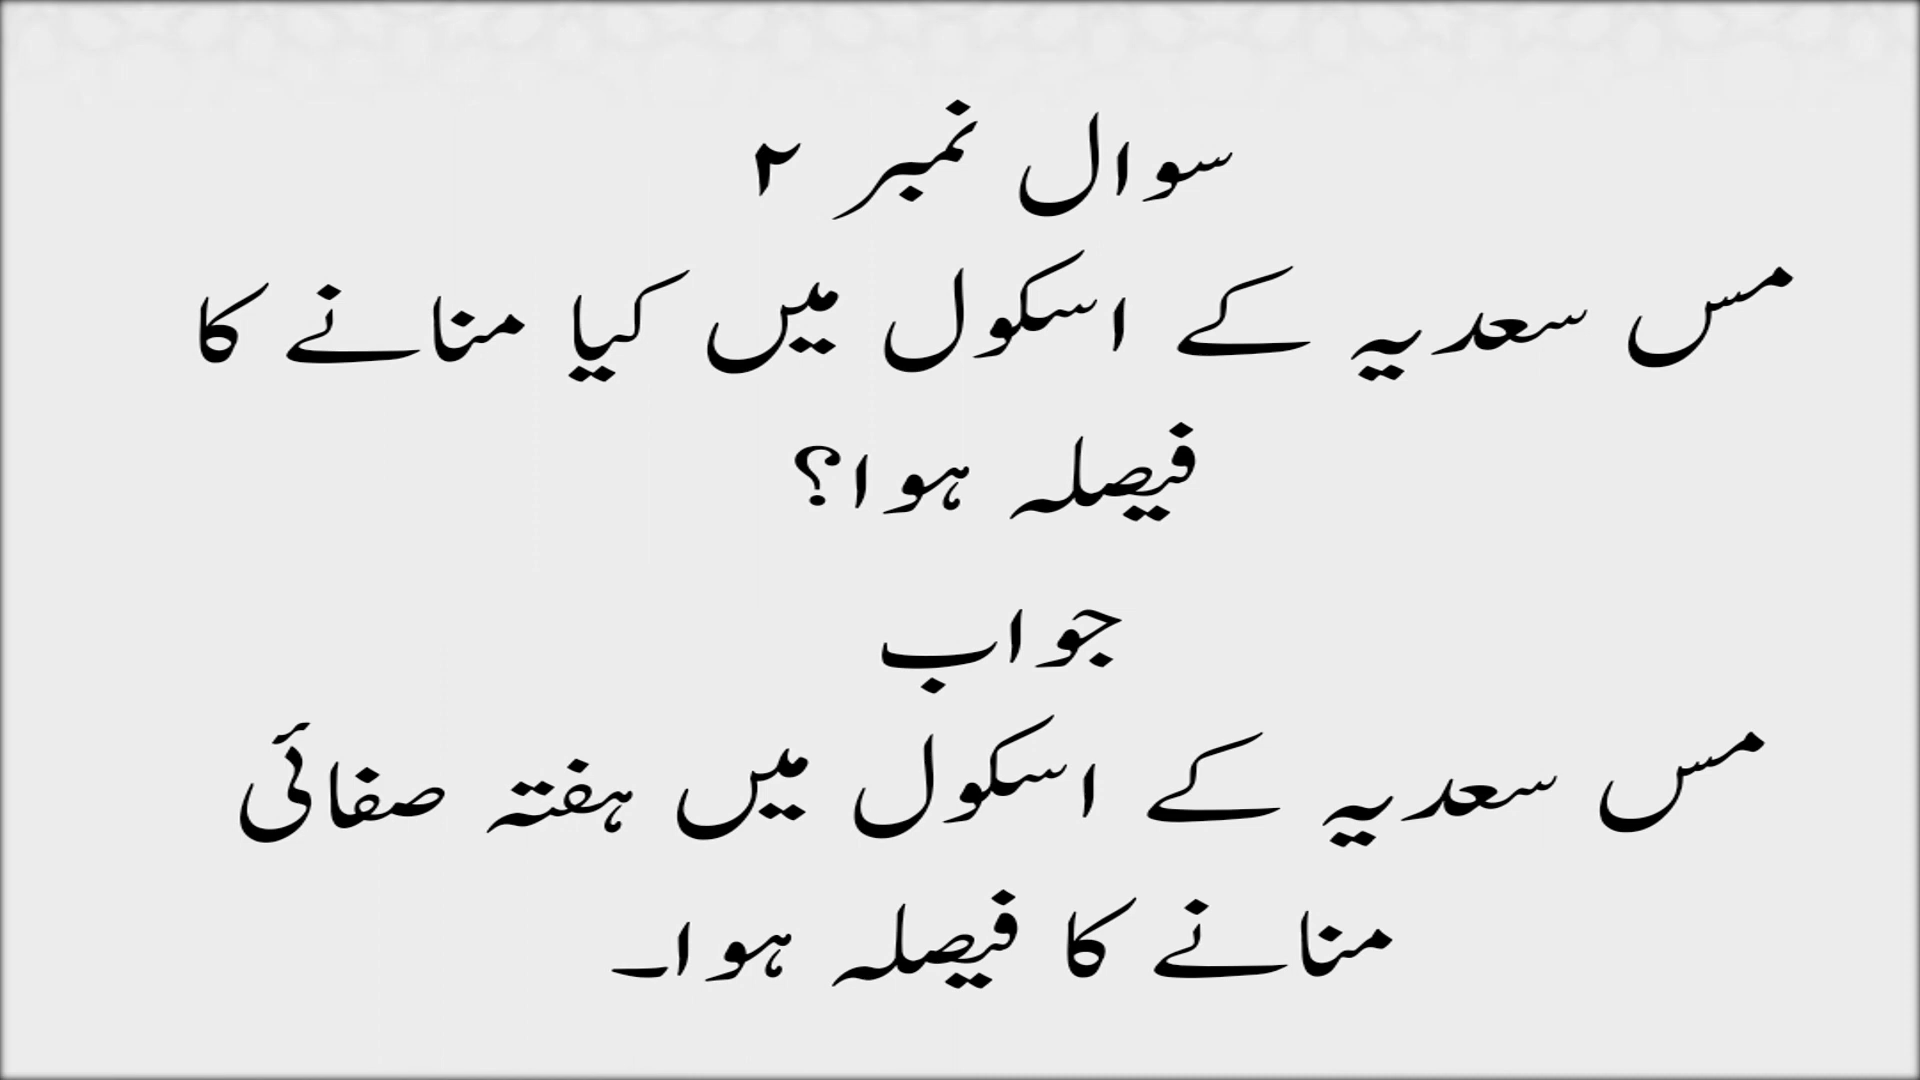 سوال نمبر ۲
مس سعدیہ کے اسکول میں کیا منانے کا
فیصلہ ہوا؟
جواب
مس سعدیہ کے اسکول میں ہفتہ صفائی
منانے کا فیصلہ ہوا۔